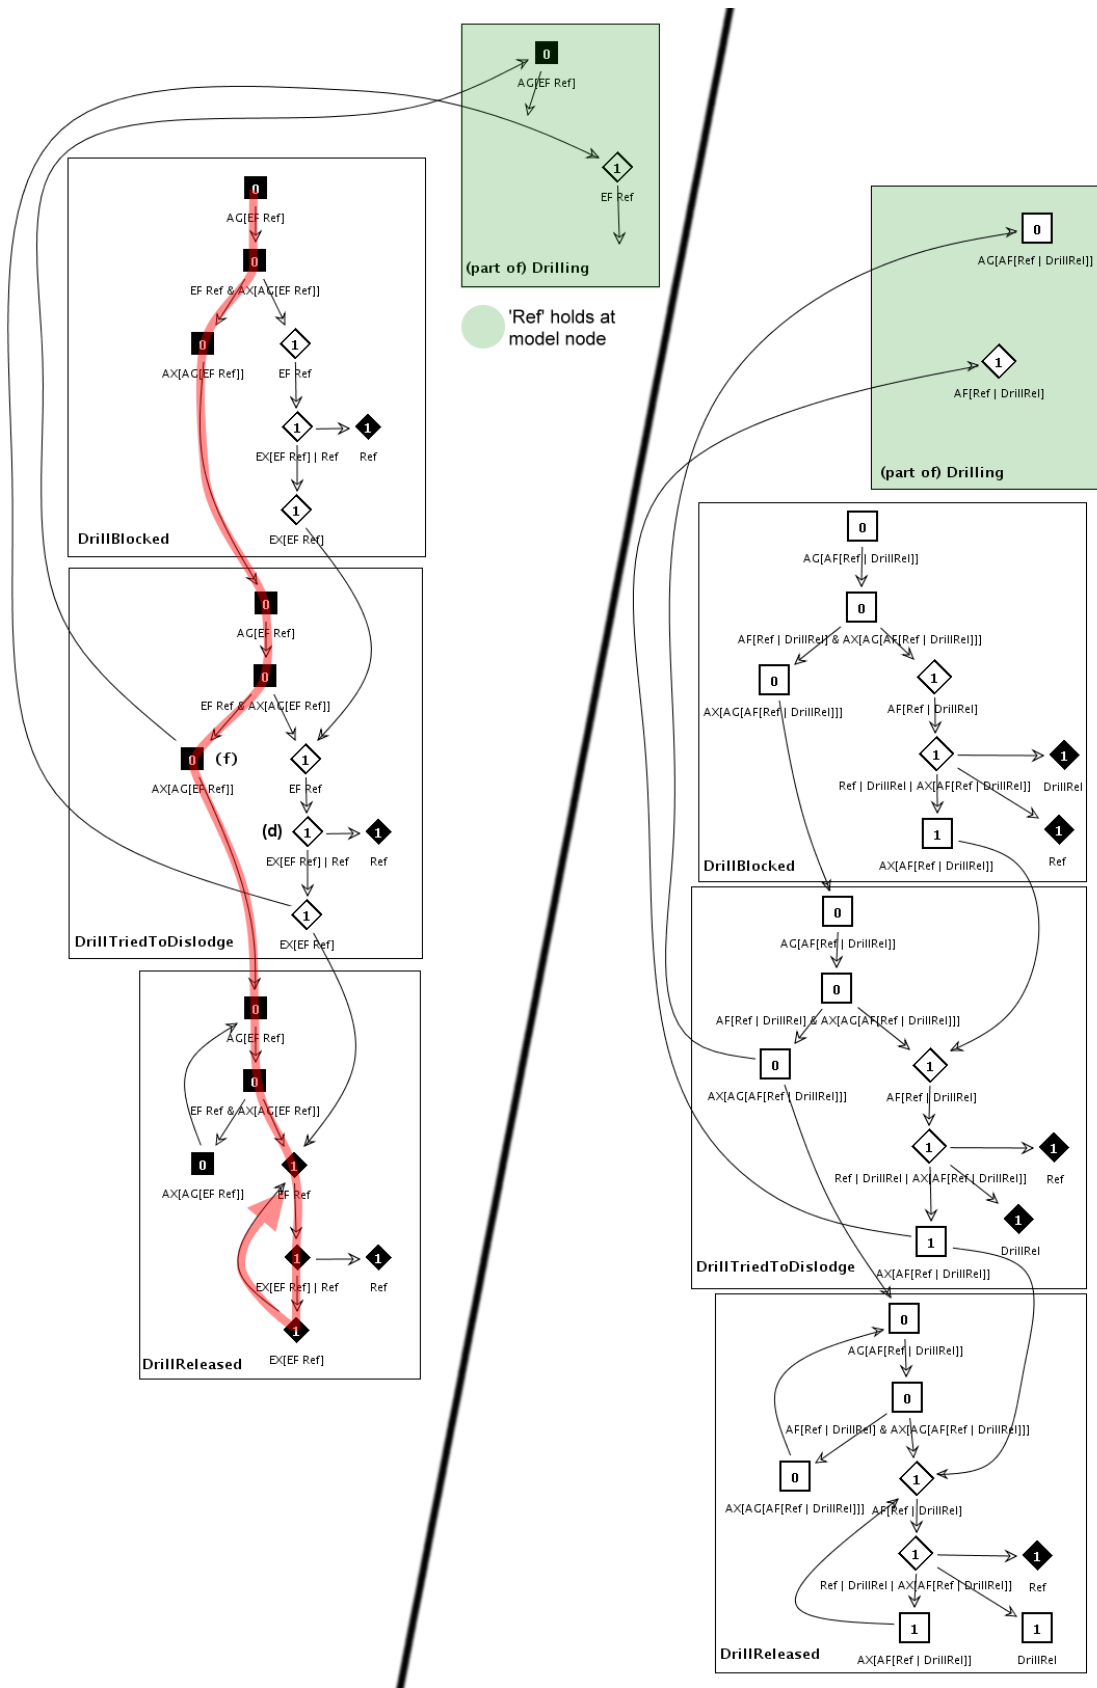 0
AG[EF Ref]
1
EF Ref
(part of) Drilling
'Ref' holds at
model node
0
AG[EF Ref]
0
EF Ref & AX[AG[EF Ref]]
0
1
AX[AG[EF Ref]]
EF Ref
1
1
EX[EF Ref] | Ref
Ref
1
EX[EF Ref]
DrillBlocked
0
AG[EF Ref]
0
EF Ref & AX[AG[EF Ref]]
0
(f)
1
AX[AG[EF Ref]]
EF Ref
(d)
1
1
EX[EF Ref] | Ref
Ref
1
EX[EF Ref]
DrillTriedToDislodge
0
AG[EF Ref]
0
EF Ref & AX[AG[EF Ref]]
0
1
AX[AG[EF Ref]]
EF Ref
1
1
EX[EF Ref] | Ref
Ref
1
EX[EF Ref]
DrillReleased
0
AG[AF[Ref | DrillRel]]
1
AF[Ref | DrillRel]
(part of) Drilling
0
AG[AF[Ref | DrillRel]]
0
AF[Ref | DrillRel] & AX[AG[AF[Ref | DrillRel]]]
0
1
AX[AG[AF[Ref | DrillRel]]]
AF[Ref | DrillRel]
1
1
Ref | DrillRel | AX[AF[Ref | DrillRel]]
DrillRel
1
1
AX[AF[Ref | DrillRel]]
Ref
DrillBlocked
0
AG[AF[Ref | DrillRel]]
0
AF[Ref | DrillRel] & AX[AG[AF[Ref | DrillRel]]]
0
1
AX[AG[AF[Ref | DrillRel]]]
AF[Ref | DrillRel]
1
1
Ref | DrillRel | AX[AF[Ref | DrillRel]]
Ref
1
1
DrillRel
AX[AF[Ref | DrillRel]]
DrillTriedToDislodge
0
AG[AF[Ref | DrillRel]]
0
AF[Ref | DrillRel] & AX[AG[AF[Ref | DrillRel]]]
0
1
AX[AG[AF[Ref | DrillRel]]]
AF[Ref | DrillRel]
1
1
Ref | DrillRel | AX[AF[Ref | DrillRel]]
Ref
1
1
AX[AF[Ref | DrillRel]]
DrillRel
DrillReleased